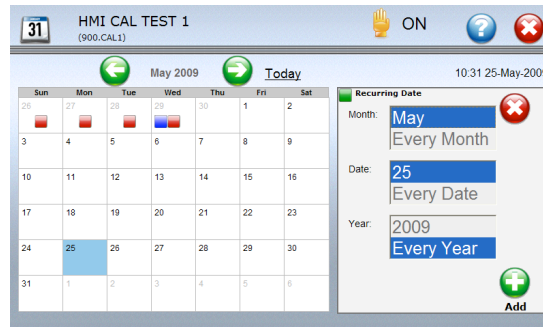 31
HMI CAL TEST 1
(900.CAL1)
ON
?
May 2009
Today
10:31 25-May-2009
Sun Mon Tue Wed Thu Fri Sat
26 27 28 29 30 1 2
3 4 5 6 7 8 9
10 11 12 13 14 15 16
17 18 19 20 21 22 23
24 25 26 27 28 29 30
31 1 2 3 4 5 6
Recurring Date
Month:
May
Every Month
Date:
25
Every Date
Year:
2009
Every Year
Add